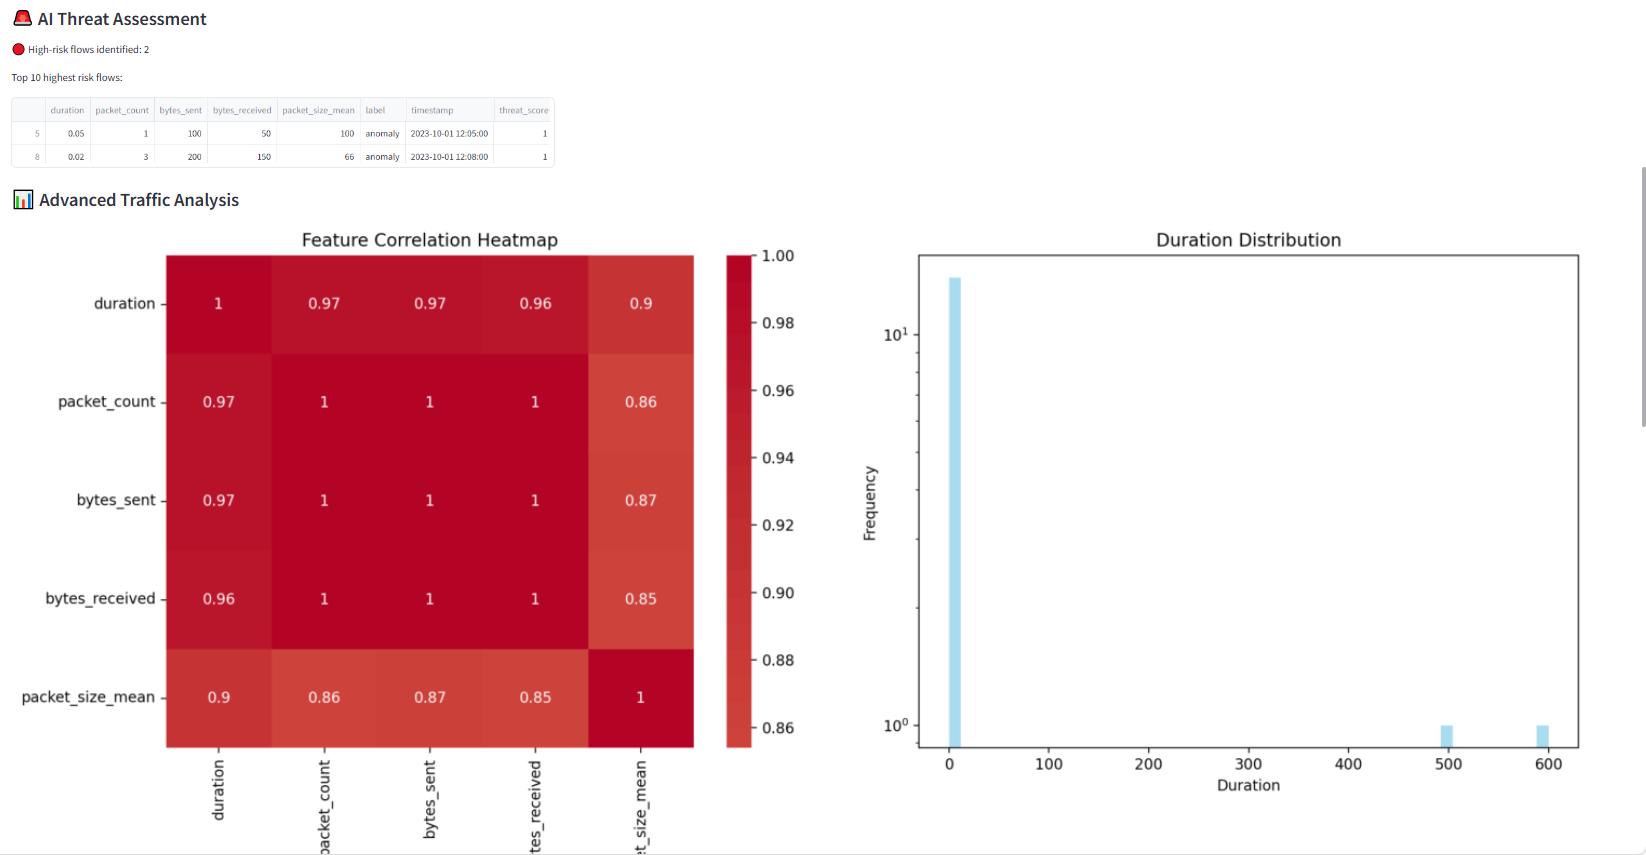 🚨 AI Threat Assessment
🔴 High-risk flows identified: 2
Top 10 highest risk flows:
duration packet_count bytes_sent bytes_received packet_size_mean label timestamp threat_score
5 0.05 1 100 50 100 anomaly 2023-10-01 12:05:00 1
8 0.02 3 200 150 66 anomaly 2023-10-01 12:08:00 1
📊 Advanced Traffic Analysis
Feature Correlation Heatmap
duration 1 0.97 0.97 0.96 0.9
packet_count 0.97 1 1 1 0.86
bytes_sent 0.97 1 1 1 0.87
bytes_received 0.96 1 1 1 0.85
packet_size_mean 0.9 0.86 0.87 0.85 1
duration
packet_count
bytes_sent
tes_received
t_size_mean
1.00
0.98
0.96
0.94
0.92
0.90
0.88
0.86
Duration Distribution
Frequency
10¹
10⁰
0 100 200 300 400 500 600
Duration